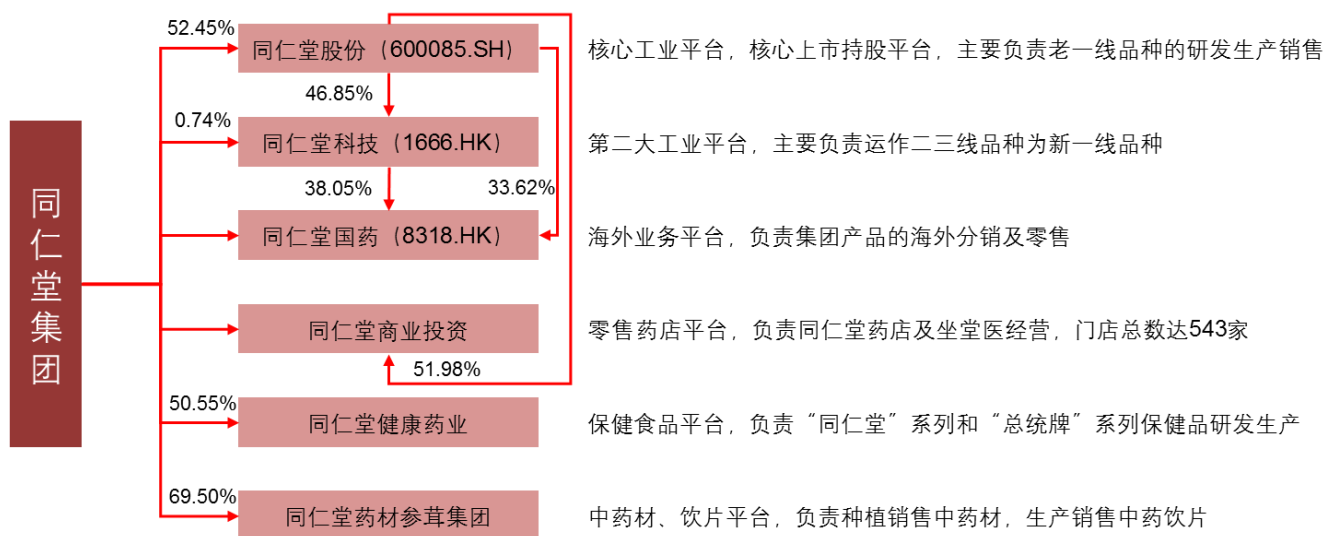 52.45%
同仁堂股份（600085.SH）
核心工业平台，核心上市持股平台，主要负责老一线品种的研发生产销售
46.85%
0.74%
同仁堂科技（1666.HK）
第二大工业平台，主要负责运作二三线品种为新一线品种
38.05%
33.62%
同仁堂集团
同仁堂国药（8318.HK）
海外业务平台，负责集团产品的海外分销及零售
同仁堂商业投资
零售药店平台，负责同仁堂药店及坐堂医经营，门店总数达543家
51.98%
50.55%
同仁堂健康药业
保健食品平台，负责“同仁堂”系列和“总统牌”系列保健品研发生产
69.50%
同仁堂药材参茸集团
中药材、饮片平台，负责种植销售中药材，生产销售中药饮片